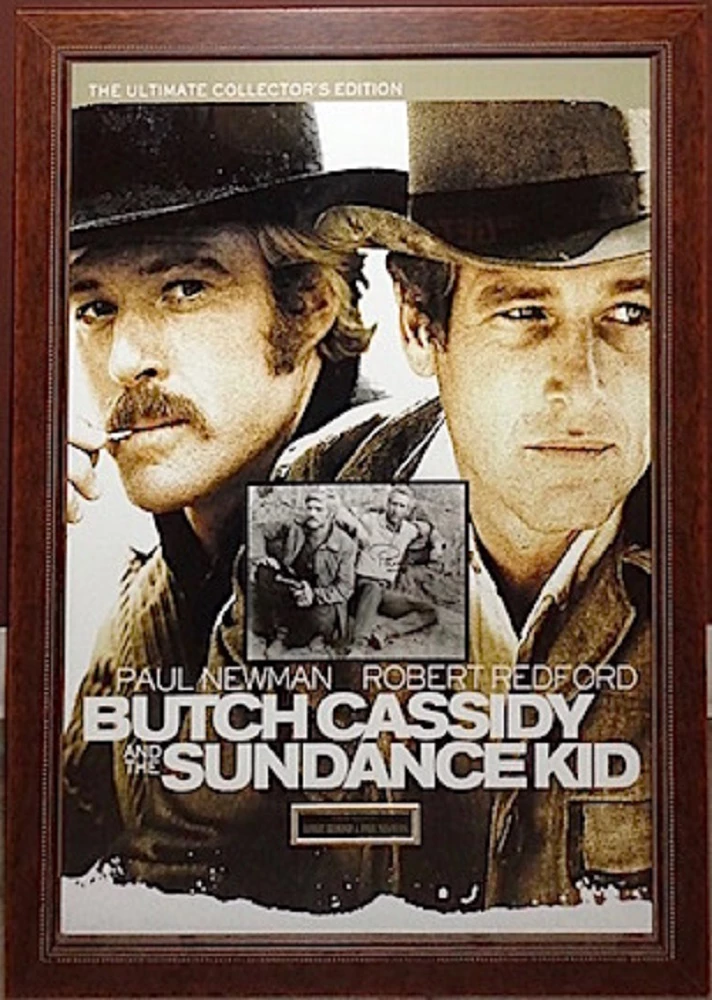 THE ULTIMATE COLLECTOR'S EDITION
PAUL NEWMAN ROBERT REDFORD
BUTCH CASSIDY
AND THE SUNDANCE KID